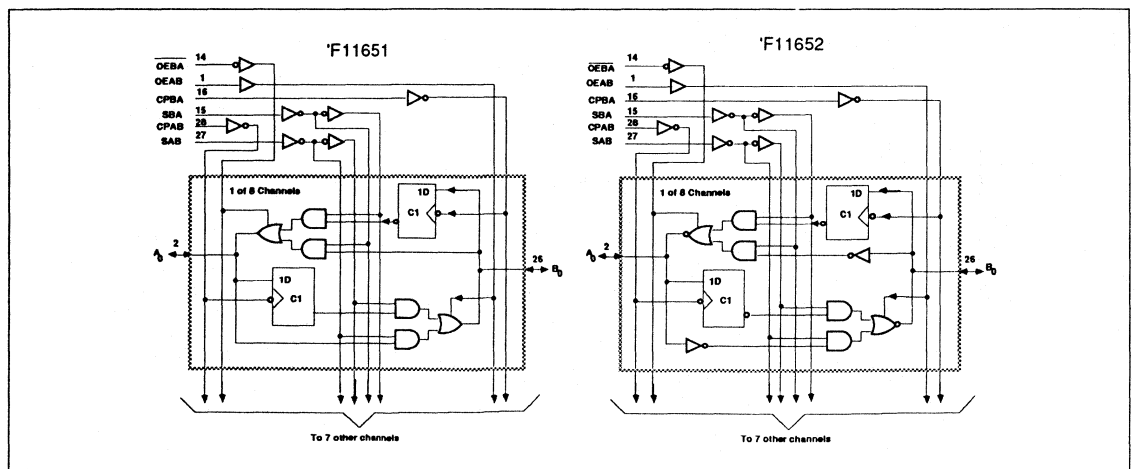 'F11651
OEBA 14
OEAB 1
CPBA 16
SBA 15
CPAB 28
SAB 27
1 of 8 Channels
1D
C1
A0 2
26 B0
1D
C1
To 7 other channels
'F11652
OEBA 14
OEAB 1
CPBA 16
SBA 15
CPAB 28
SAB 27
1 of 8 Channels
1D
C1
A0 2
26 B0
1D
C1
To 7 other channels